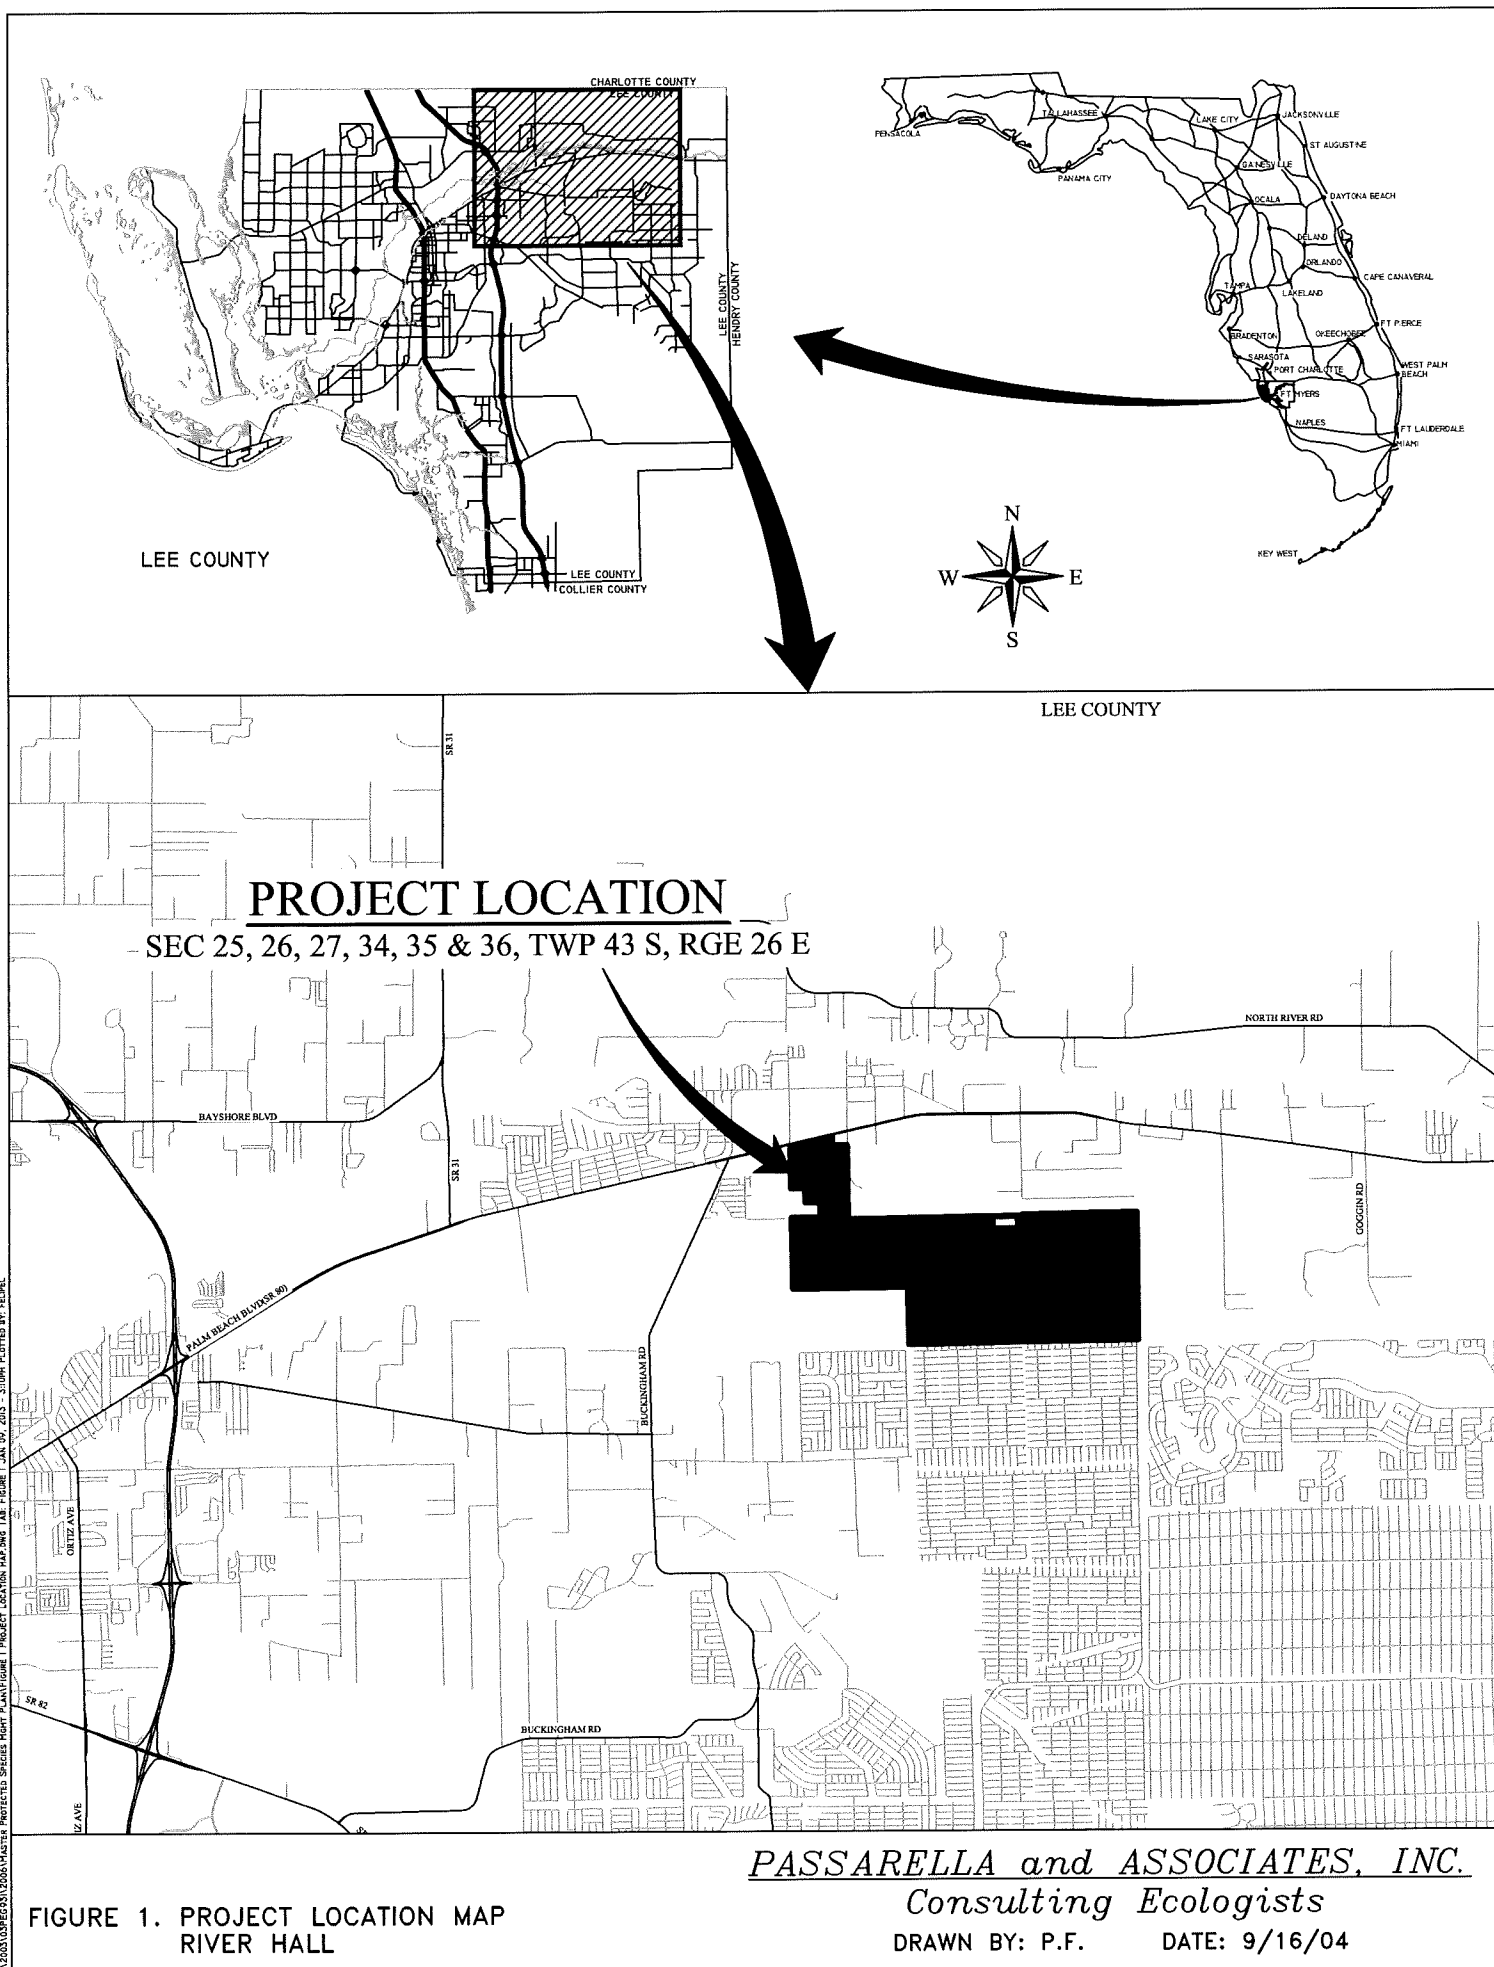 CHARLOTTE COUNTY
LEE COUNTY
LEE COUNTY
HENDRY COUNTY
LEE COUNTY
LEE COUNTY
COLLIER COUNTY
PENSACOLA
TALLAHASSEE
PANAMA CITY
LAKE CITY
JACKSONVILLE
ST AUGUSTINE
GAINESVILLE
OCALA
DAYTONA BEACH
DELAND
ORLANDO
CAPE CANAVERAL
TAMPA
LAKELAND
FT PIERCE
BRADENTON
OKEECHOBEE
SARASOTA
PORT CHARLOTTE
WEST PALM
BEACH
FT MYERS
NAPLES
FT LAUDERDALE
MIAMI
KEY WEST
N
W
E
S
LEE COUNTY
SR 31
PROJECT LOCATION
SEC 25, 26, 27, 34, 35 & 36, TWP 43 S, RGE 26 E
NORTH RIVER RD
BAYSHORE BLVD
SR 31
GOGGIN RD
PALM BEACH BLVD(SR 80)
BUCKINGHAM RD
ORTIZ AVE
SR 82
BUCKINGHAM RD
IZ AVE
FIGURE 1. PROJECT LOCATION MAP
RIVER HALL
PASSARELLA and ASSOCIATES, INC.
Consulting Ecologists
DRAWN BY: P.F. DATE: 9/16/04